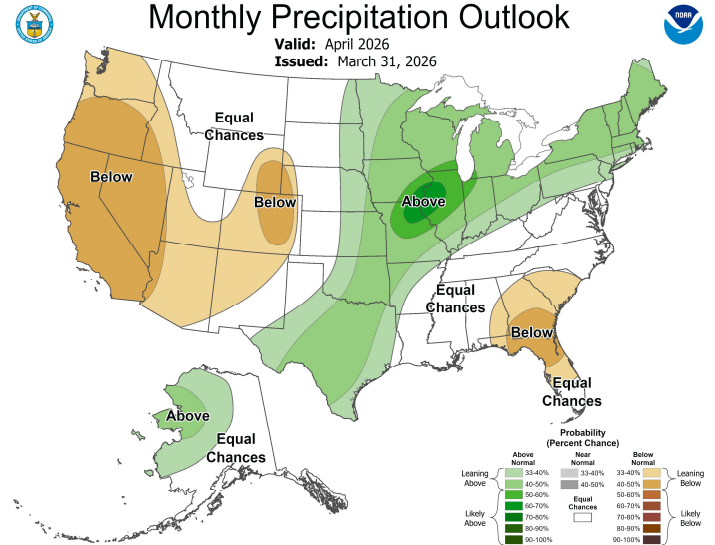 Monthly Precipitation Outlook
Valid: April 2026
Issued: March 31, 2026
NOAA
Equal
Chances
Below
Below
Above
Equal
Chances
Below
Equal
Chances
Above
Equal
Chances
Probability
(Percent Chance)
Above
Normal
Near
Normal
Below
Normal
Leaning
Above
33-40%
40-50%
50-60%
60-70%
70-80%
80-90%
90-100%
Likely
Above
33-40%
40-50%
Equal
Chances
33-40%
40-50%
50-60%
60-70%
70-80%
80-90%
90-100%
Leaning
Below
Likely
Below